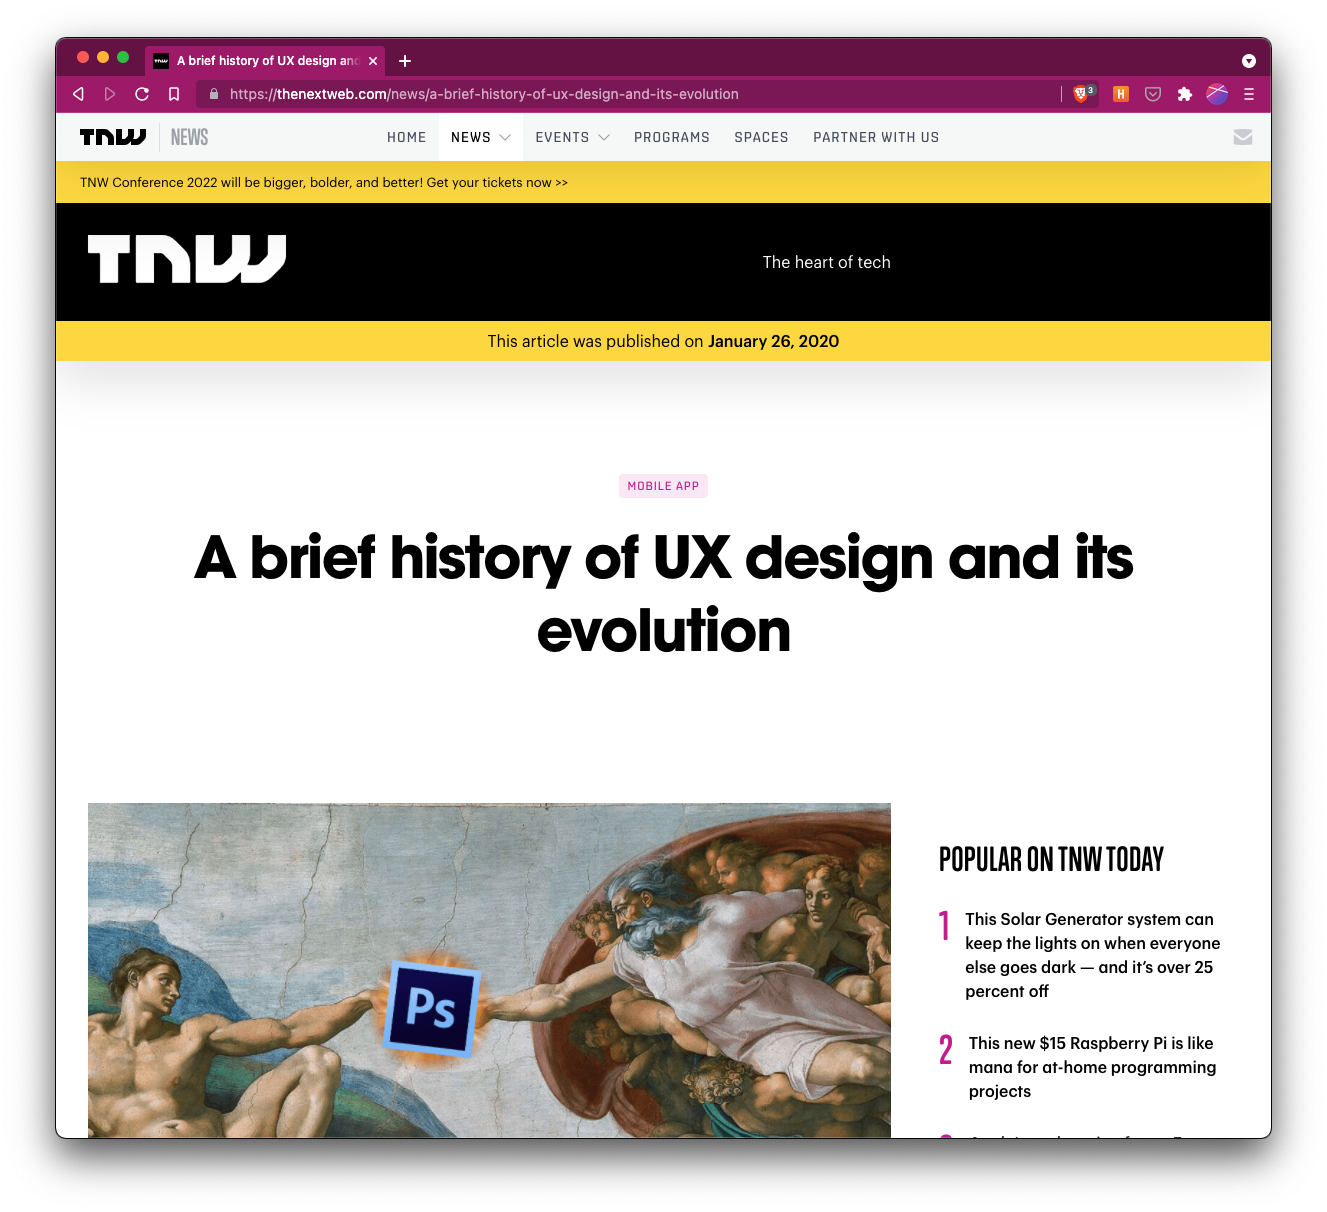 A brief history of UX design and
https://thenextweb.com/news/a-brief-history-of-ux-design-and-its-evolution
3
H
TNW
NEWS
HOME
NEWS
EVENTS
PROGRAMS
SPACES
PARTNER WITH US
TNW Conference 2022 will be bigger, bolder, and better! Get your tickets now >>
TNW
The heart of tech
This article was published on January 26, 2020
MOBILE APP
A brief history of UX design and its
evolution
Ps
POPULAR ON TNW TODAY
1
This Solar Generator system can
keep the lights on when everyone
else goes dark — and it's over 25
percent off
2
This new $15 Raspberry Pi is like
mana for at-home programming
projects